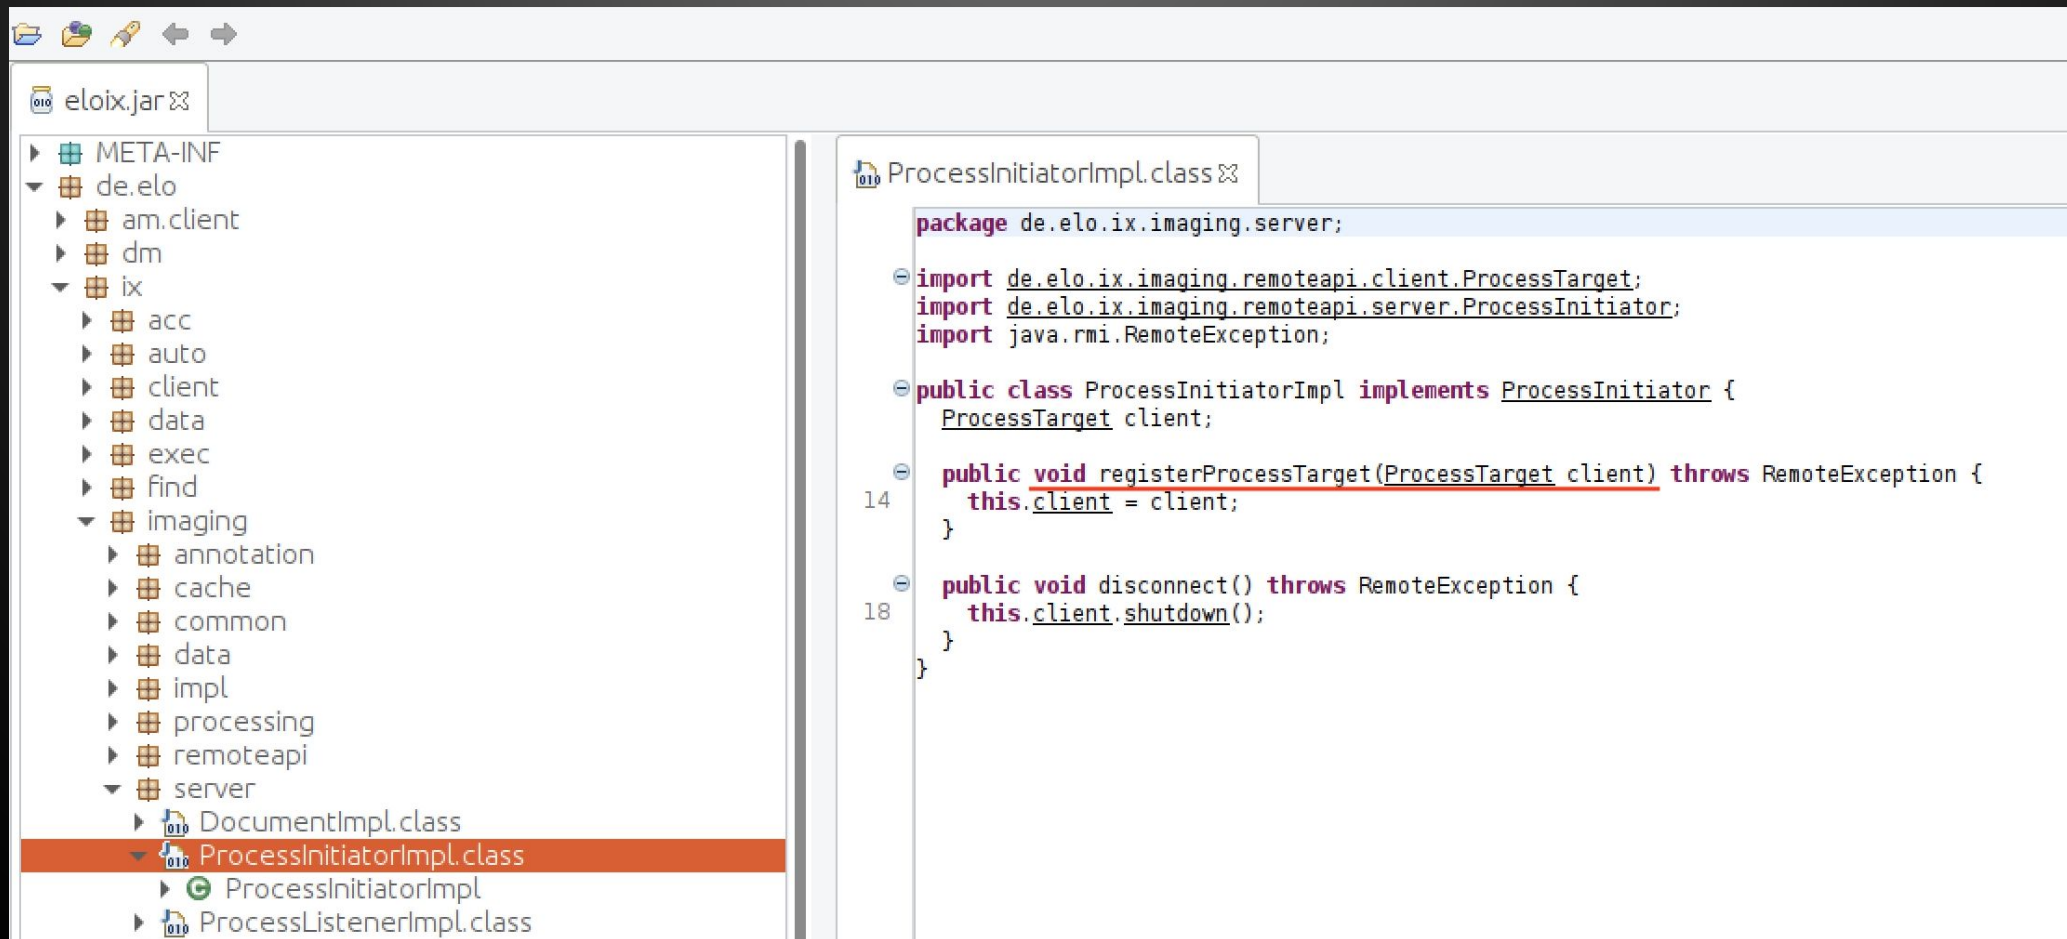 eloix.jar
META-INF
de.elo
am.client
dm
ix
acc
auto
client
data
exec
find
imaging
annotation
cache
common
data
impl
processing
remoteapi
server
DocumentImpl.class
ProcessInitiatorImpl.class
ProcessInitiatorImpl
ProcessListenerImpl.class
ProcessInitiatorImpl.class
package de.elo.ix.imaging.server;
import de.elo.ix.imaging.remoteapi.client.ProcessTarget;
import de.elo.ix.imaging.remoteapi.server.ProcessInitiator;
import java.rmi.RemoteException;
public class ProcessInitiatorImpl implements ProcessInitiator {
ProcessTarget client;
public void registerProcessTarget(ProcessTarget client) throws RemoteException {
14 this.client = client;
}
public void disconnect() throws RemoteException {
18 this.client.shutdown();
}
}